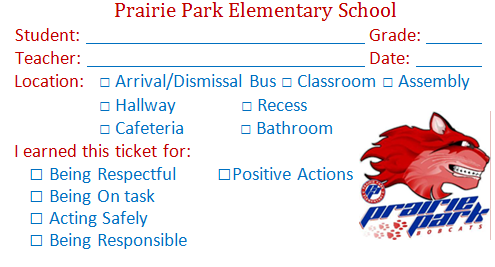 Prairie Park Elementary School
Student: ________________________________ Grade: ______
Teacher: ________________________________ Date: _______
Location: □ Arrival/Dismissal Bus □ Classroom □ Assembly
□ Hallway □ Recess
□ Cafeteria □ Bathroom
I earned this ticket for:
□ Being Respectful □Positive Actions
□ Being On task
□ Acting Safely
□ Being Responsible
PP
prairie
park
BOBCATS